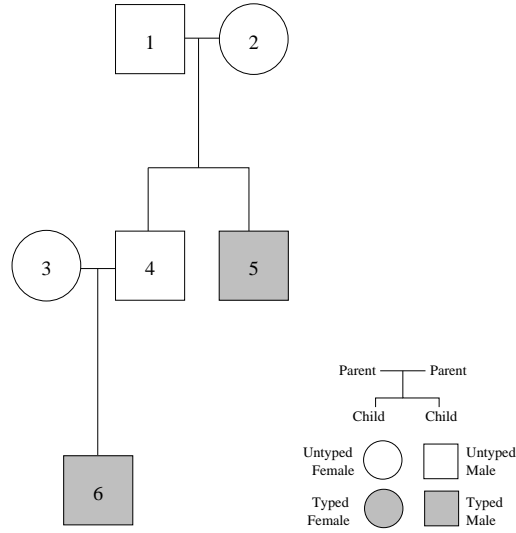 1 2
3 4 5
6
Parent Parent
Child Child
Untyped
Female
Untyped
Male
Typed
Female
Typed
Male